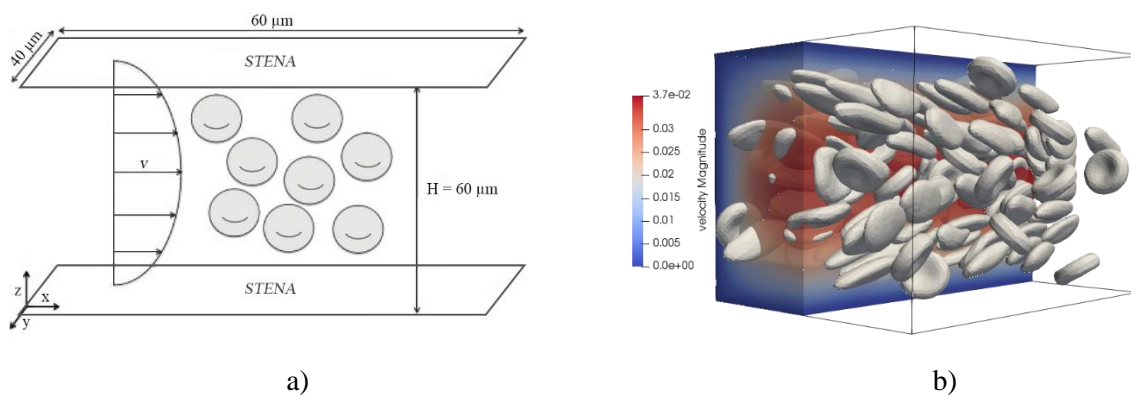 60 µm
40 µm
STENA
v
H = 60 µm
STENA
z
x
y
3.7e-02
0.03
0.025
0.02
0.015
0.01
0.005
0.0e+00
velocity Magnitude
a)
b)